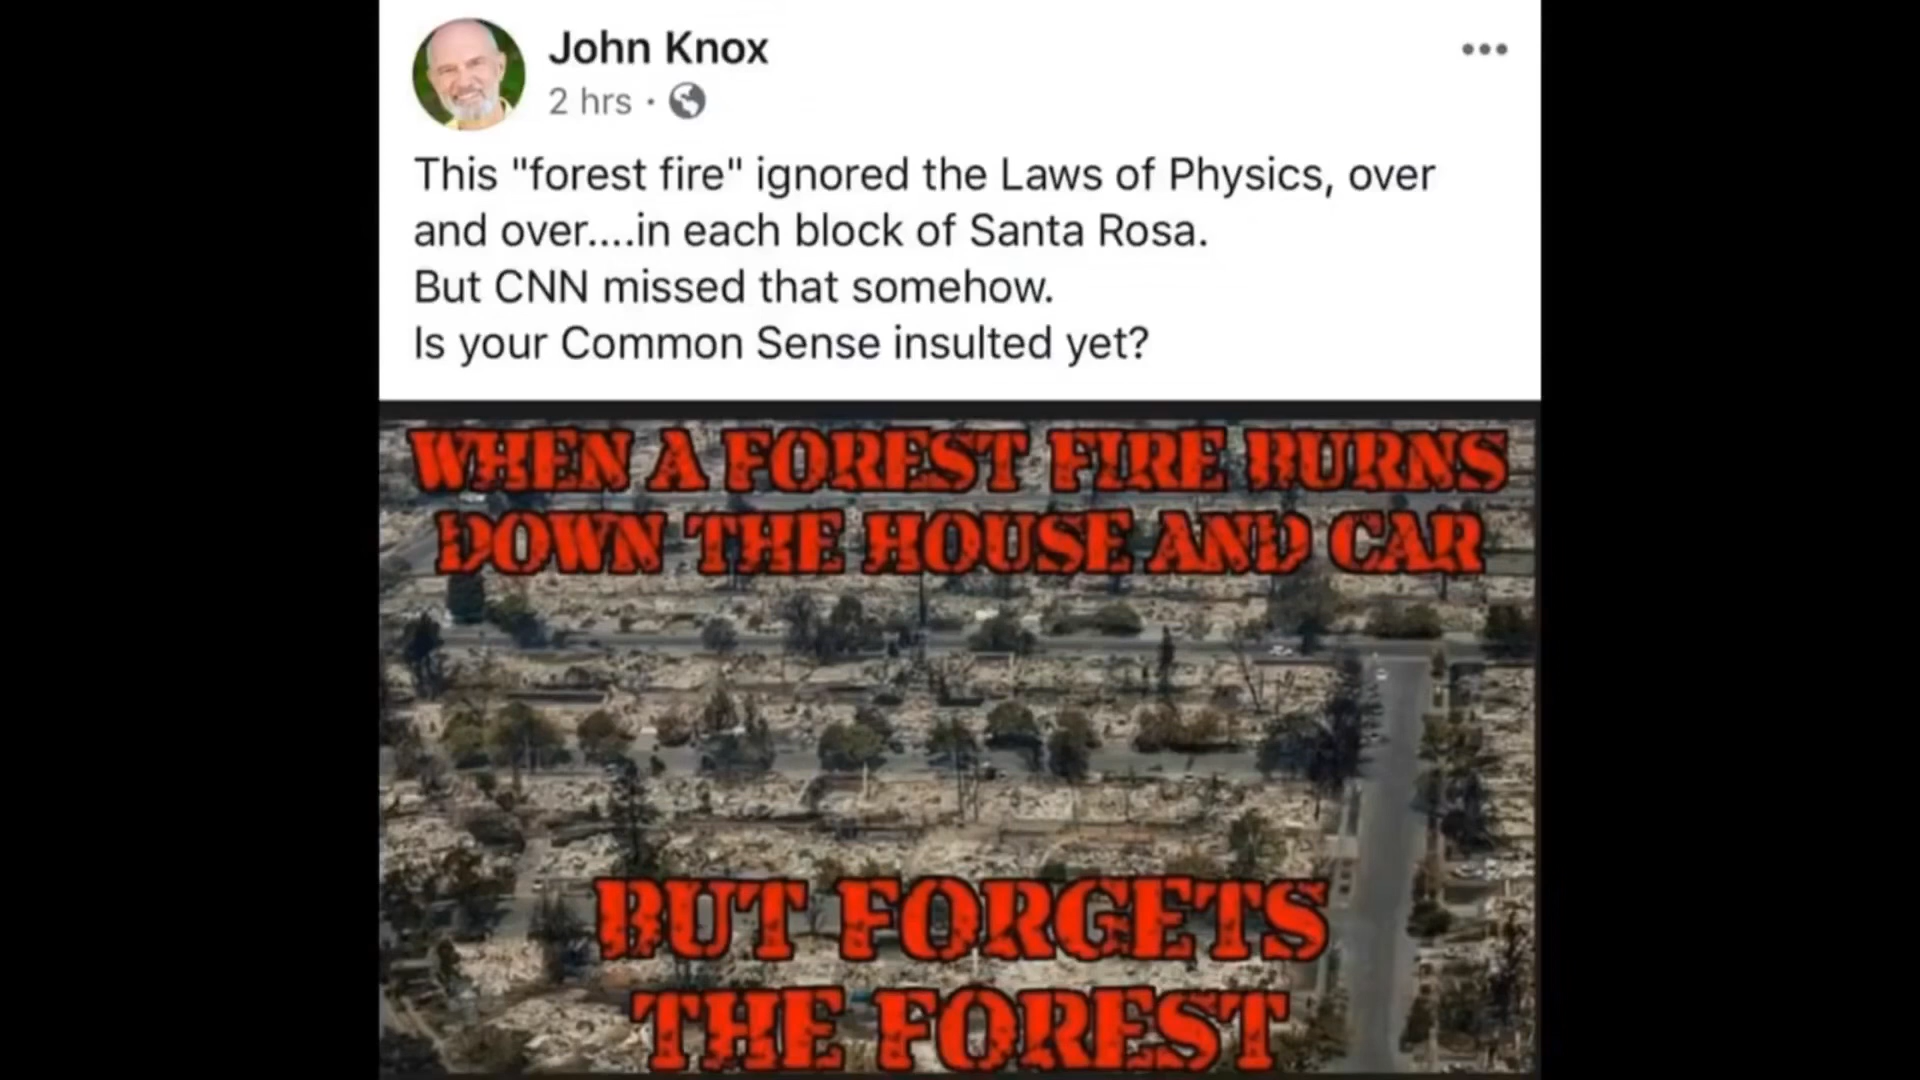 John Knox
2 hrs ·
This "forest fire" ignored the Laws of Physics, over
and over....in each block of Santa Rosa.
But CNN missed that somehow.
Is your Common Sense insulted yet?
WHEN A FOREST FIRE BURNS
DOWN THE HOUSE AND CAR
BUT FORGETS
THE FOREST